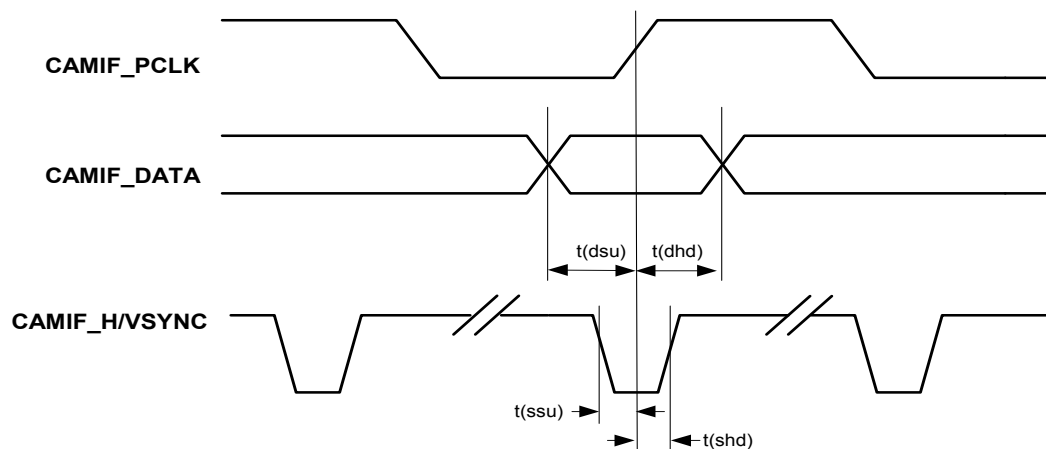 CAMIF_PCLK
CAMIF_DATA
t(dsu)
t(dhd)
CAMIF_H/VSYNC
t(ssu)
t(shd)